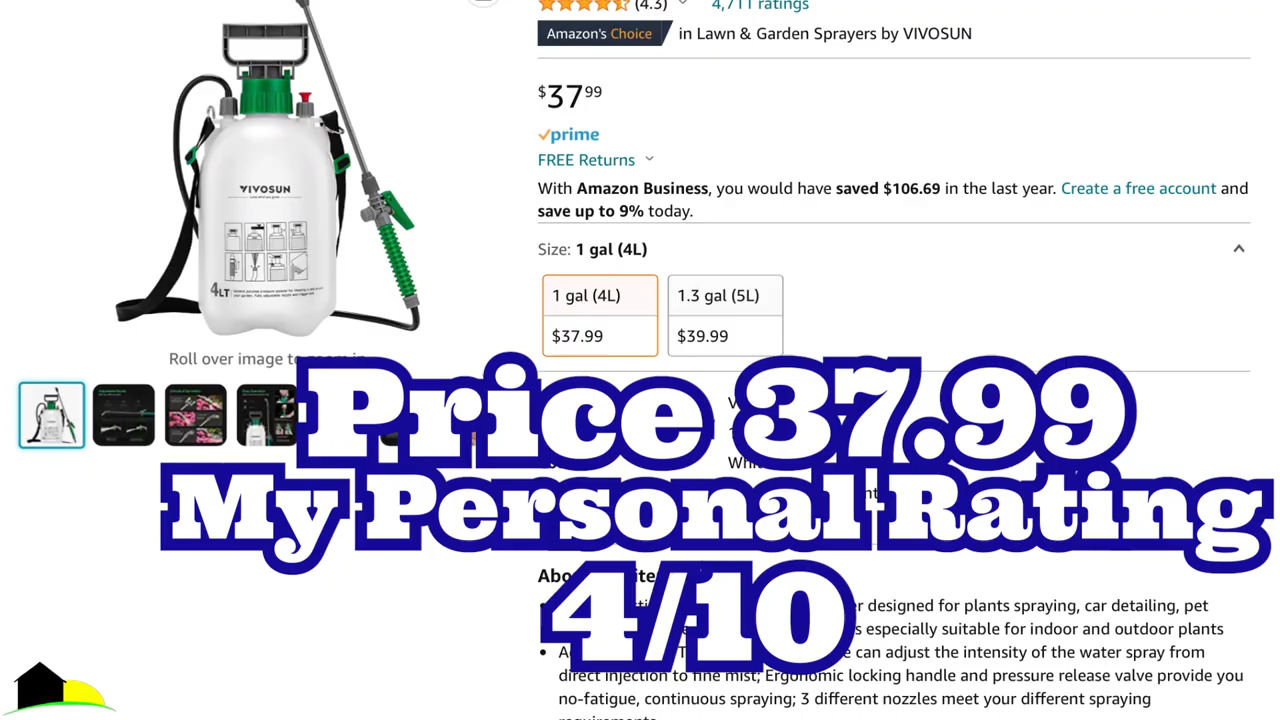 (4.3) 4,711 ratings
Amazon's Choice in Lawn & Garden Sprayers by VIVOSUN
$37 99
prime
FREE Returns
With Amazon Business, you would have saved $106.69 in the last year. Create a free account and
save up to 9% today.
Size: 1 gal (4L)
1 gal (4L)
$37.99
1.3 gal (5L)
$39.99
VIVOSUN
4LT
Roll over image to zoom in
Price 37.99
My Personal Rating
4/10
designed for plants spraying, car detailing, pet
especially suitable for indoor and outdoor plants
can adjust the intensity of the water spray from
direct injection to fine mist; Ergonomic locking handle and pressure release valve provide you
no-fatigue, continuous spraying; 3 different nozzles meet your different spraying
requirements